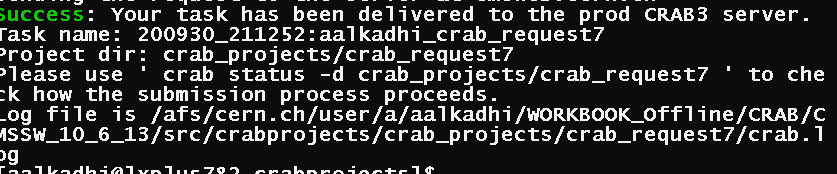 Success: Your task has been delivered to the prod CRAB3 server.
Task name: 200930_211252:aalkadhi_crab_request7
Project dir: crab_projects/crab_request7
Please use ' crab status -d crab_projects/crab_request7 ' to che
ck how the submission process proceeds.
Log file is /afs/cern.ch/user/a/aalkadhi/WORKBOOK_Offline/CRAB/C
MSSW_10_6_13/src/crabprojects/crab_projects/crab_request7/crab.l
og
[aalkadhi@lxplus782 crabprojects]$